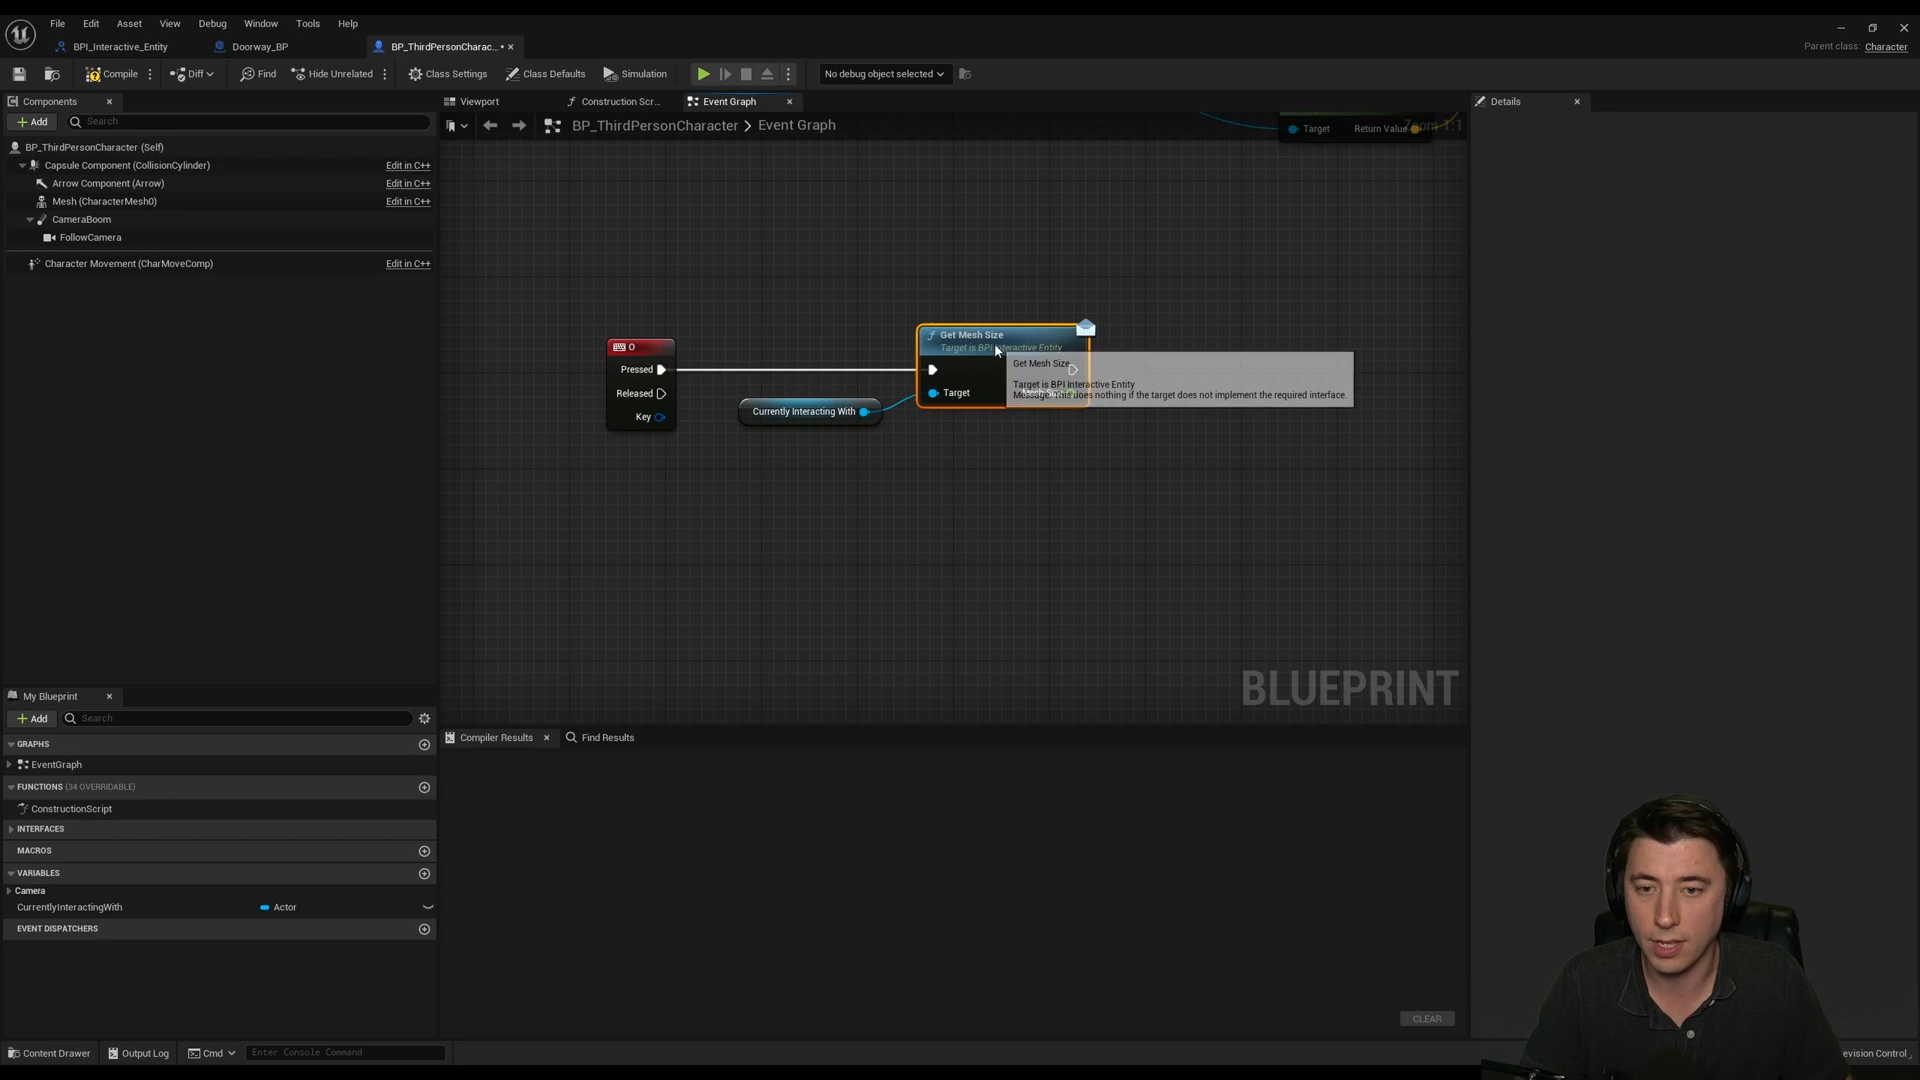 File Edit Asset View Debug Window Tools Help
BPI_Interactive_Entity Doorway_BP BP_ThirdPersonCharac... •
Parent class: Character
Compile Diff Find Hide Unrelated Class Settings Class Defaults Simulation No debug object selected
Components
Add Search
BP_ThirdPersonCharacter (Self)
Capsule Component (CollisionCylinder) Edit in C++
Arrow Component (Arrow) Edit in C++
Mesh (CharacterMesh0) Edit in C++
CameraBoom
FollowCamera
Character Movement (CharMoveComp) Edit in C++
Viewport Construction Scr... Event Graph
BP_ThirdPersonCharacter > Event Graph
Zoom 1:1
Target Return Value
O
Pressed
Released
Key
Currently Interacting With
Get Mesh Size
Target is BPI Interactive Entity
Target
Get Mesh Size
Target is BPI Interactive Entity
Message: This does nothing if the target does not implement the required interface.
BLUEPRINT
Details
My Blueprint
Add Search
GRAPHS
EventGraph
FUNCTIONS (34 OVERRIDABLE)
ConstructionScript
INTERFACES
MACROS
VARIABLES
Camera
CurrentlyInteractingWith Actor
EVENT DISPATCHERS
Compiler Results Find Results
CLEAR
Content Drawer Output Log Cmd Enter Console Command